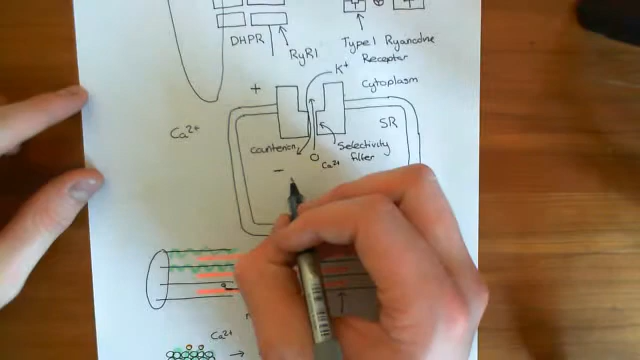 DHPR
RyR1
Type 1 Ryanodine
Receptor
K+
+
Cytoplasm
Ca2+
SR
counterion
Selectivity
filter
Ca2+
-
Ca2+